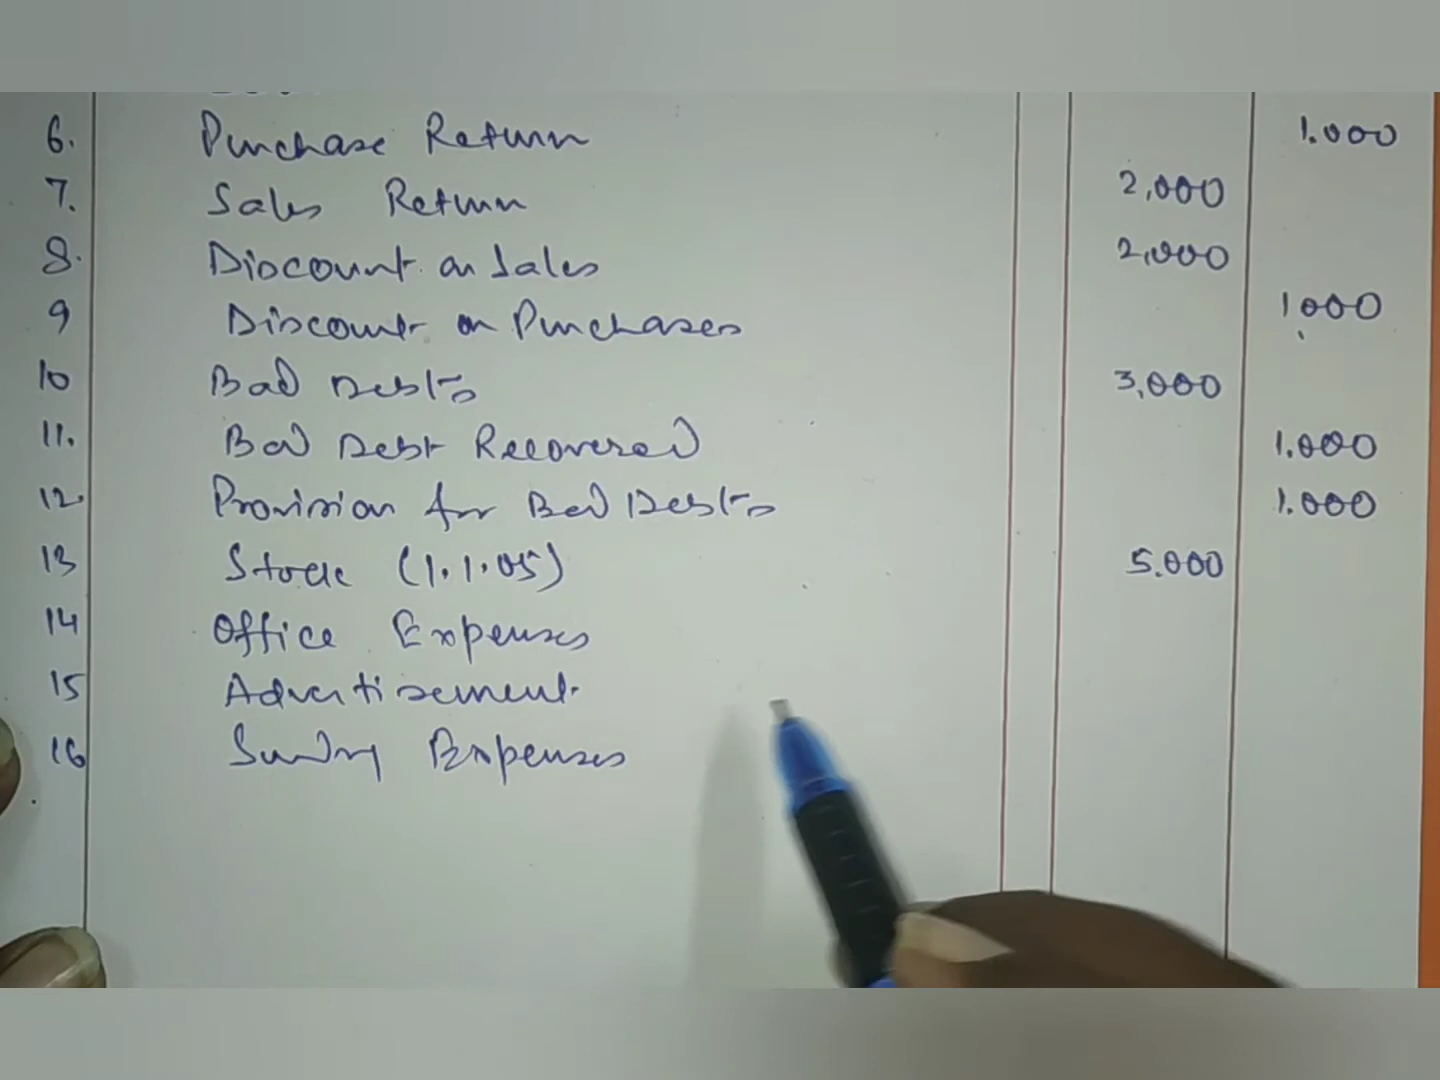 6. Purchase Return 1.000
7. Sales Return 2,000
8. Discount on Sales 2,000
9 Discount on Purchases 1,000
10 Bad Debts 3,000
11. Bad Debt Recovered 1.000
12. Provision for Bad Debts 1.000
13 Stock (1.1.05) 5.000
14 Office Expenses
15 Advertisement
16 Sundry Expenses